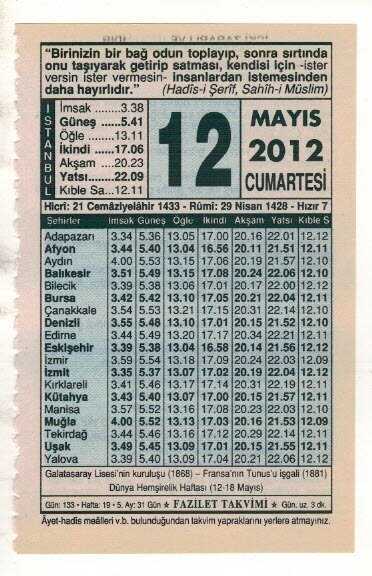 “Birinizin bir bağ odun toplayıp, sonra sırtında
onu taşıyarak getirip satması, kendisi için -ister
versin ister vermesin- insanlardan istemesinden
daha hayırlıdır.” (Hadîs-i Şerîf, Sahîh-i Müslim)
İSTANBUL
İmsak ........3.38
Güneş ......5.41
Öğle .......13.11
İkindi ......17.06
Akşam ....20.23
Yatsı.......22.09
Kıble Sa...12.11
12
MAYIS
2012
CUMARTESİ
Hicrî: 21 Cemâziyelâhir 1433 - Rûmî: 29 Nisan 1428 - Hızır 7
Şehirler İmsak Güneş Öğle İkindi Akşam Yatsı Kıble S
Adapazarı 3.34 5.36 13.05 17.00 20.16 22.01 12.12
Afyon 3.44 5.40 13.04 16.56 20.11 21.51 12.11
Aydın 4.00 5.53 13.15 17.06 20.19 21.57 12.10
Balıkesir 3.51 5.49 13.15 17.08 20.24 22.06 12.10
Bilecik 3.39 5.38 13.06 17.01 20.17 22.00 12.12
Bursa 3.42 5.42 13.10 17.05 20.21 22.04 12.11
Çanakkale 3.54 5.53 13.21 17.15 20.31 22.14 12.10
Denizli 3.55 5.48 13.10 17.01 20.15 21.52 12.10
Edirne 3.44 5.49 13.20 17.17 20.34 22.21 12.11
Eskişehir 3.39 5.38 13.04 16.58 20.14 21.56 12.12
İzmir 3.59 5.54 13.18 17.09 20.24 22.03 12.09
İzmit 3.35 5.37 13.07 17.02 20.19 22.04 12.12
Kırklareli 3.41 5.46 13.17 17.14 20.31 22.19 12.11
Kütahya 3.43 5.40 13.07 17.00 20.15 21.57 12.11
Manisa 3.57 5.52 13.16 17.08 20.23 22.03 12.10
Muğla 4.00 5.52 13.13 17.03 20.16 21.53 12.09
Tekirdağ 3.44 5.46 13.16 17.12 20.29 22.14 12.11
Uşak 3.49 5.45 13.09 17.01 20.15 21.55 12.11
Yalova 3.39 5.40 13.09 17.04 20.21 22.06 12.12
Galatasaray Lisesi'nin kuruluşu (1868) – Fransa'nın Tunus'u işgali (1881)
Dünya Hemşirelik Haftası (12-18 Mayıs)
Gün: 133 • Hafta: 19 • 5. Ay: 31 Gün ★ FAZİLET TAKVİMİ ★ Gün. uz. 3 dk.
Âyet-hadîs meâlleri v.b. bulunduğundan takvim yapraklarını yerlere atmayınız.